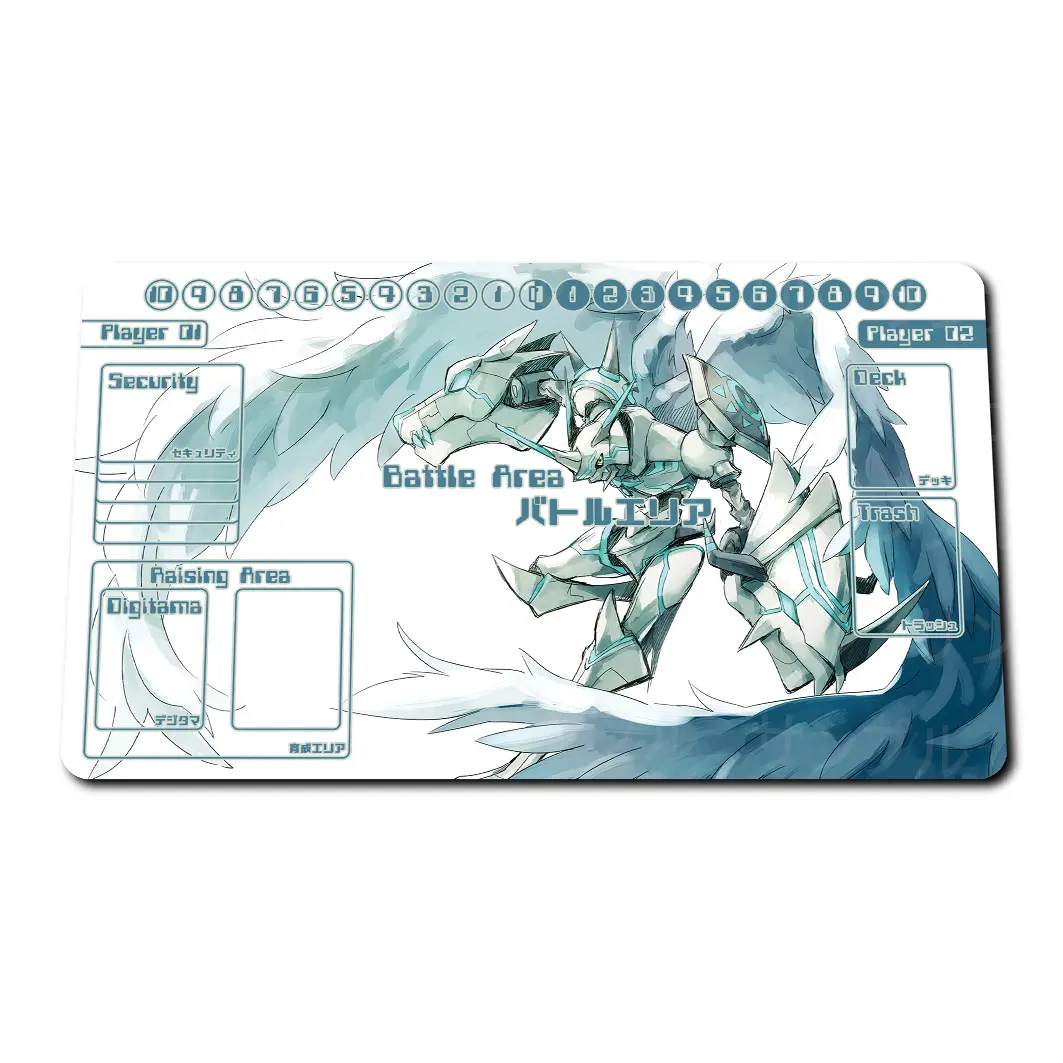 10 9 8 7 6 5 4 3 2 1 0 1 2 3 4 5 6 7 8 9 10
Player 01
Player 02
Security
セキュリティ
Deck
デッキ
Battle Area
バトルエリア
Trash
トラッシュ
Raising Area
Digitama
デジタマ
育成エリア